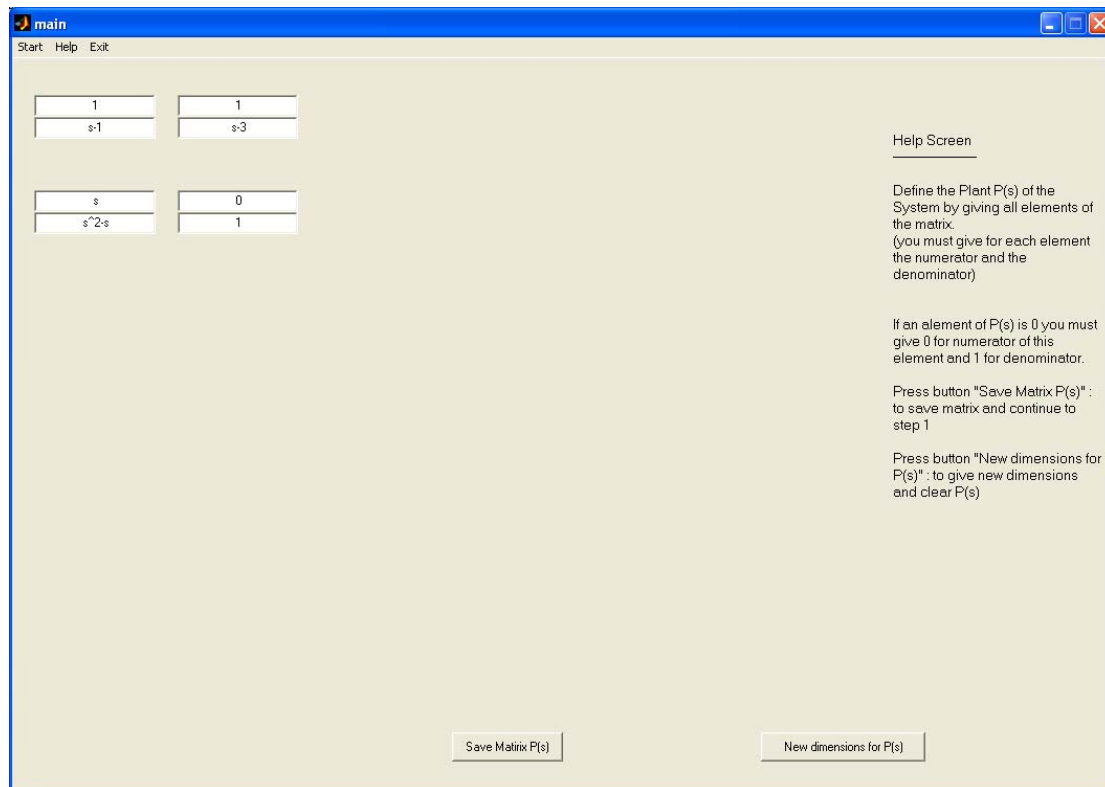 main
Start Help Exit
1 1
s-1 s-3
s 0
s^2-s 1
Help Screen
Define the Plant P(s) of the
System by giving all elements of
the matrix.
(you must give for each element
the numerator and the
denominator)
If an alement of P(s) is 0 you must
give 0 for numerator of this
element and 1 for denominator.
Press button "Save Matrix P(s)" :
to save matrix and continue to
step 1
Press button "New dimensions for
P(s)" : to give new dimensions
and clear P(s)
Save Matirix P(s) New dimensions for P(s)